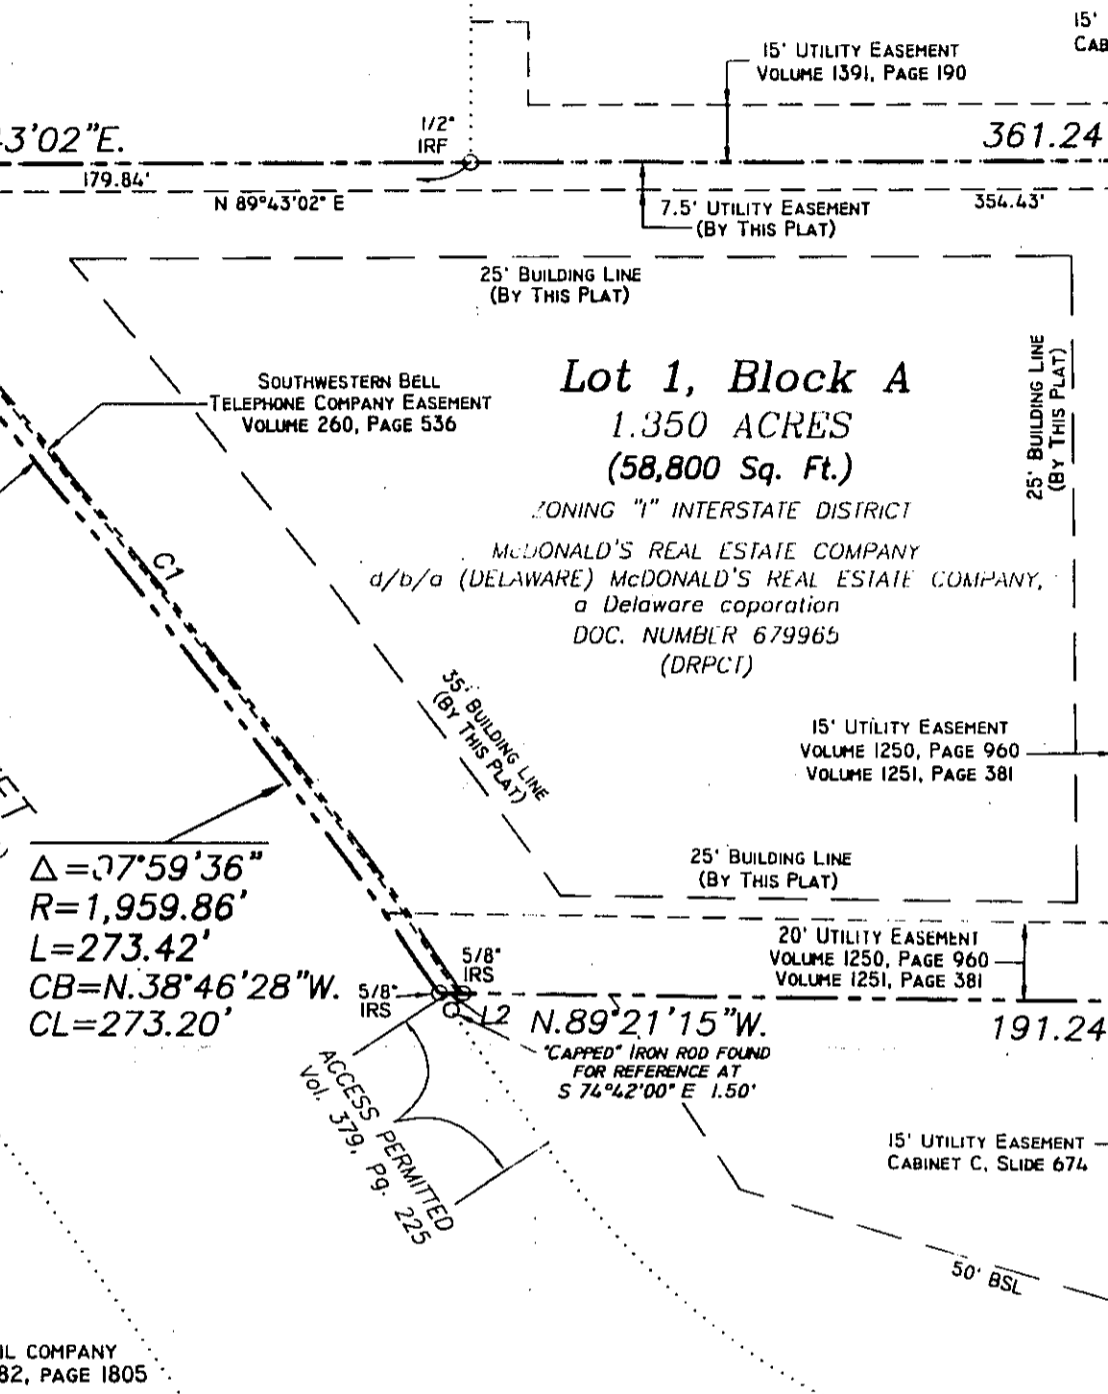 15'
CAB
15' UTILITY EASEMENT
VOLUME 1391, PAGE 190
3'02"E.
1/2"
IRF
361.24
179.84'
N 89°43'02" E
7.5' UTILITY EASEMENT
(BY THIS PLAT)
354.43'
25' BUILDING LINE
(BY THIS PLAT)
25' BUILDING LINE
(BY THIS PLAT)
SOUTHWESTERN BELL
TELEPHONE COMPANY EASEMENT
VOLUME 260, PAGE 536
Lot 1, Block A
1.350 ACRES
(58,800 Sq. Ft.)
ZONING "I" INTERSTATE DISTRICT
McDONALD'S REAL ESTATE COMPANY
d/b/a (DELAWARE) McDONALD'S REAL ESTATE COMPANY,
a Delaware coporation
DOC. NUMBER 679965
(DRPCT)
C1
35' BUILDING LINE
(BY THIS PLAT)
15' UTILITY EASEMENT
VOLUME 1250, PAGE 960
VOLUME 1251, PAGE 381
ET
Δ=07°59'36"
R=1,959.86'
L=273.42'
CB=N.38°46'28"W.
CL=273.20'
25' BUILDING LINE
(BY THIS PLAT)
20' UTILITY EASEMENT
VOLUME 1250, PAGE 960
VOLUME 1251, PAGE 381
5/8"
IRS
5/8"
IRS
L2
N.89°21'15"W.
191.24
"CAPPED" IRON ROD FOUND
FOR REFERENCE AT
S 74°42'00" E 1.50'
ACCESS PERMITTED
Vol. 379, Pg. 225
15' UTILITY EASEMENT
CABINET C, SLIDE 674
50' BSL
IL COMPANY
82, PAGE 1805